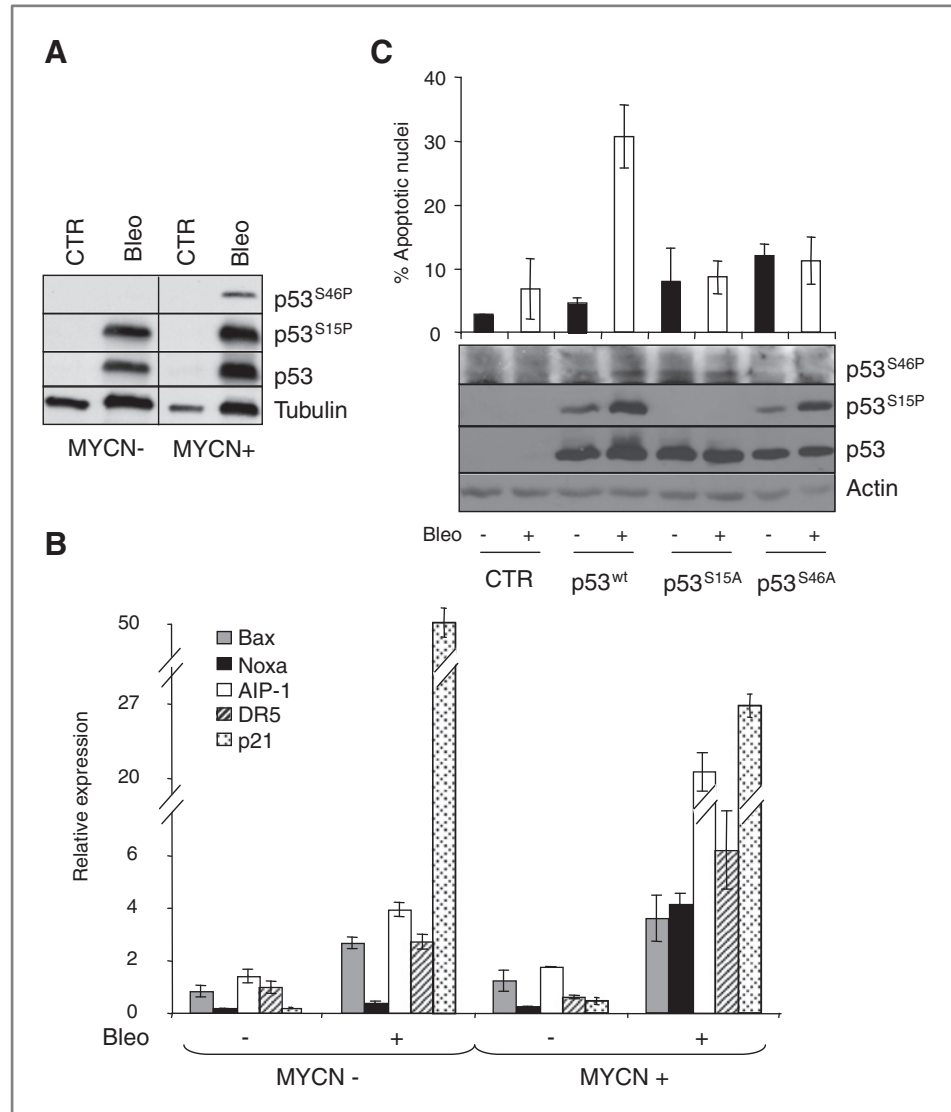 A
CTR
Bleo
CTR
Bleo
p53S46P
p53S15P
p53
Tubulin
MYCN-
MYCN+
C
% Apoptotic nuclei
40
30
20
10
0
p53S46P
p53S15P
p53
Actin
Bleo - + - + - + - +
CTR p53wt p53S15A p53S46A
B
Relative expression
50
27
20
6
4
2
0
Bax
Noxa
AIP-1
DR5
p21
Bleo - + - +
MYCN - MYCN +